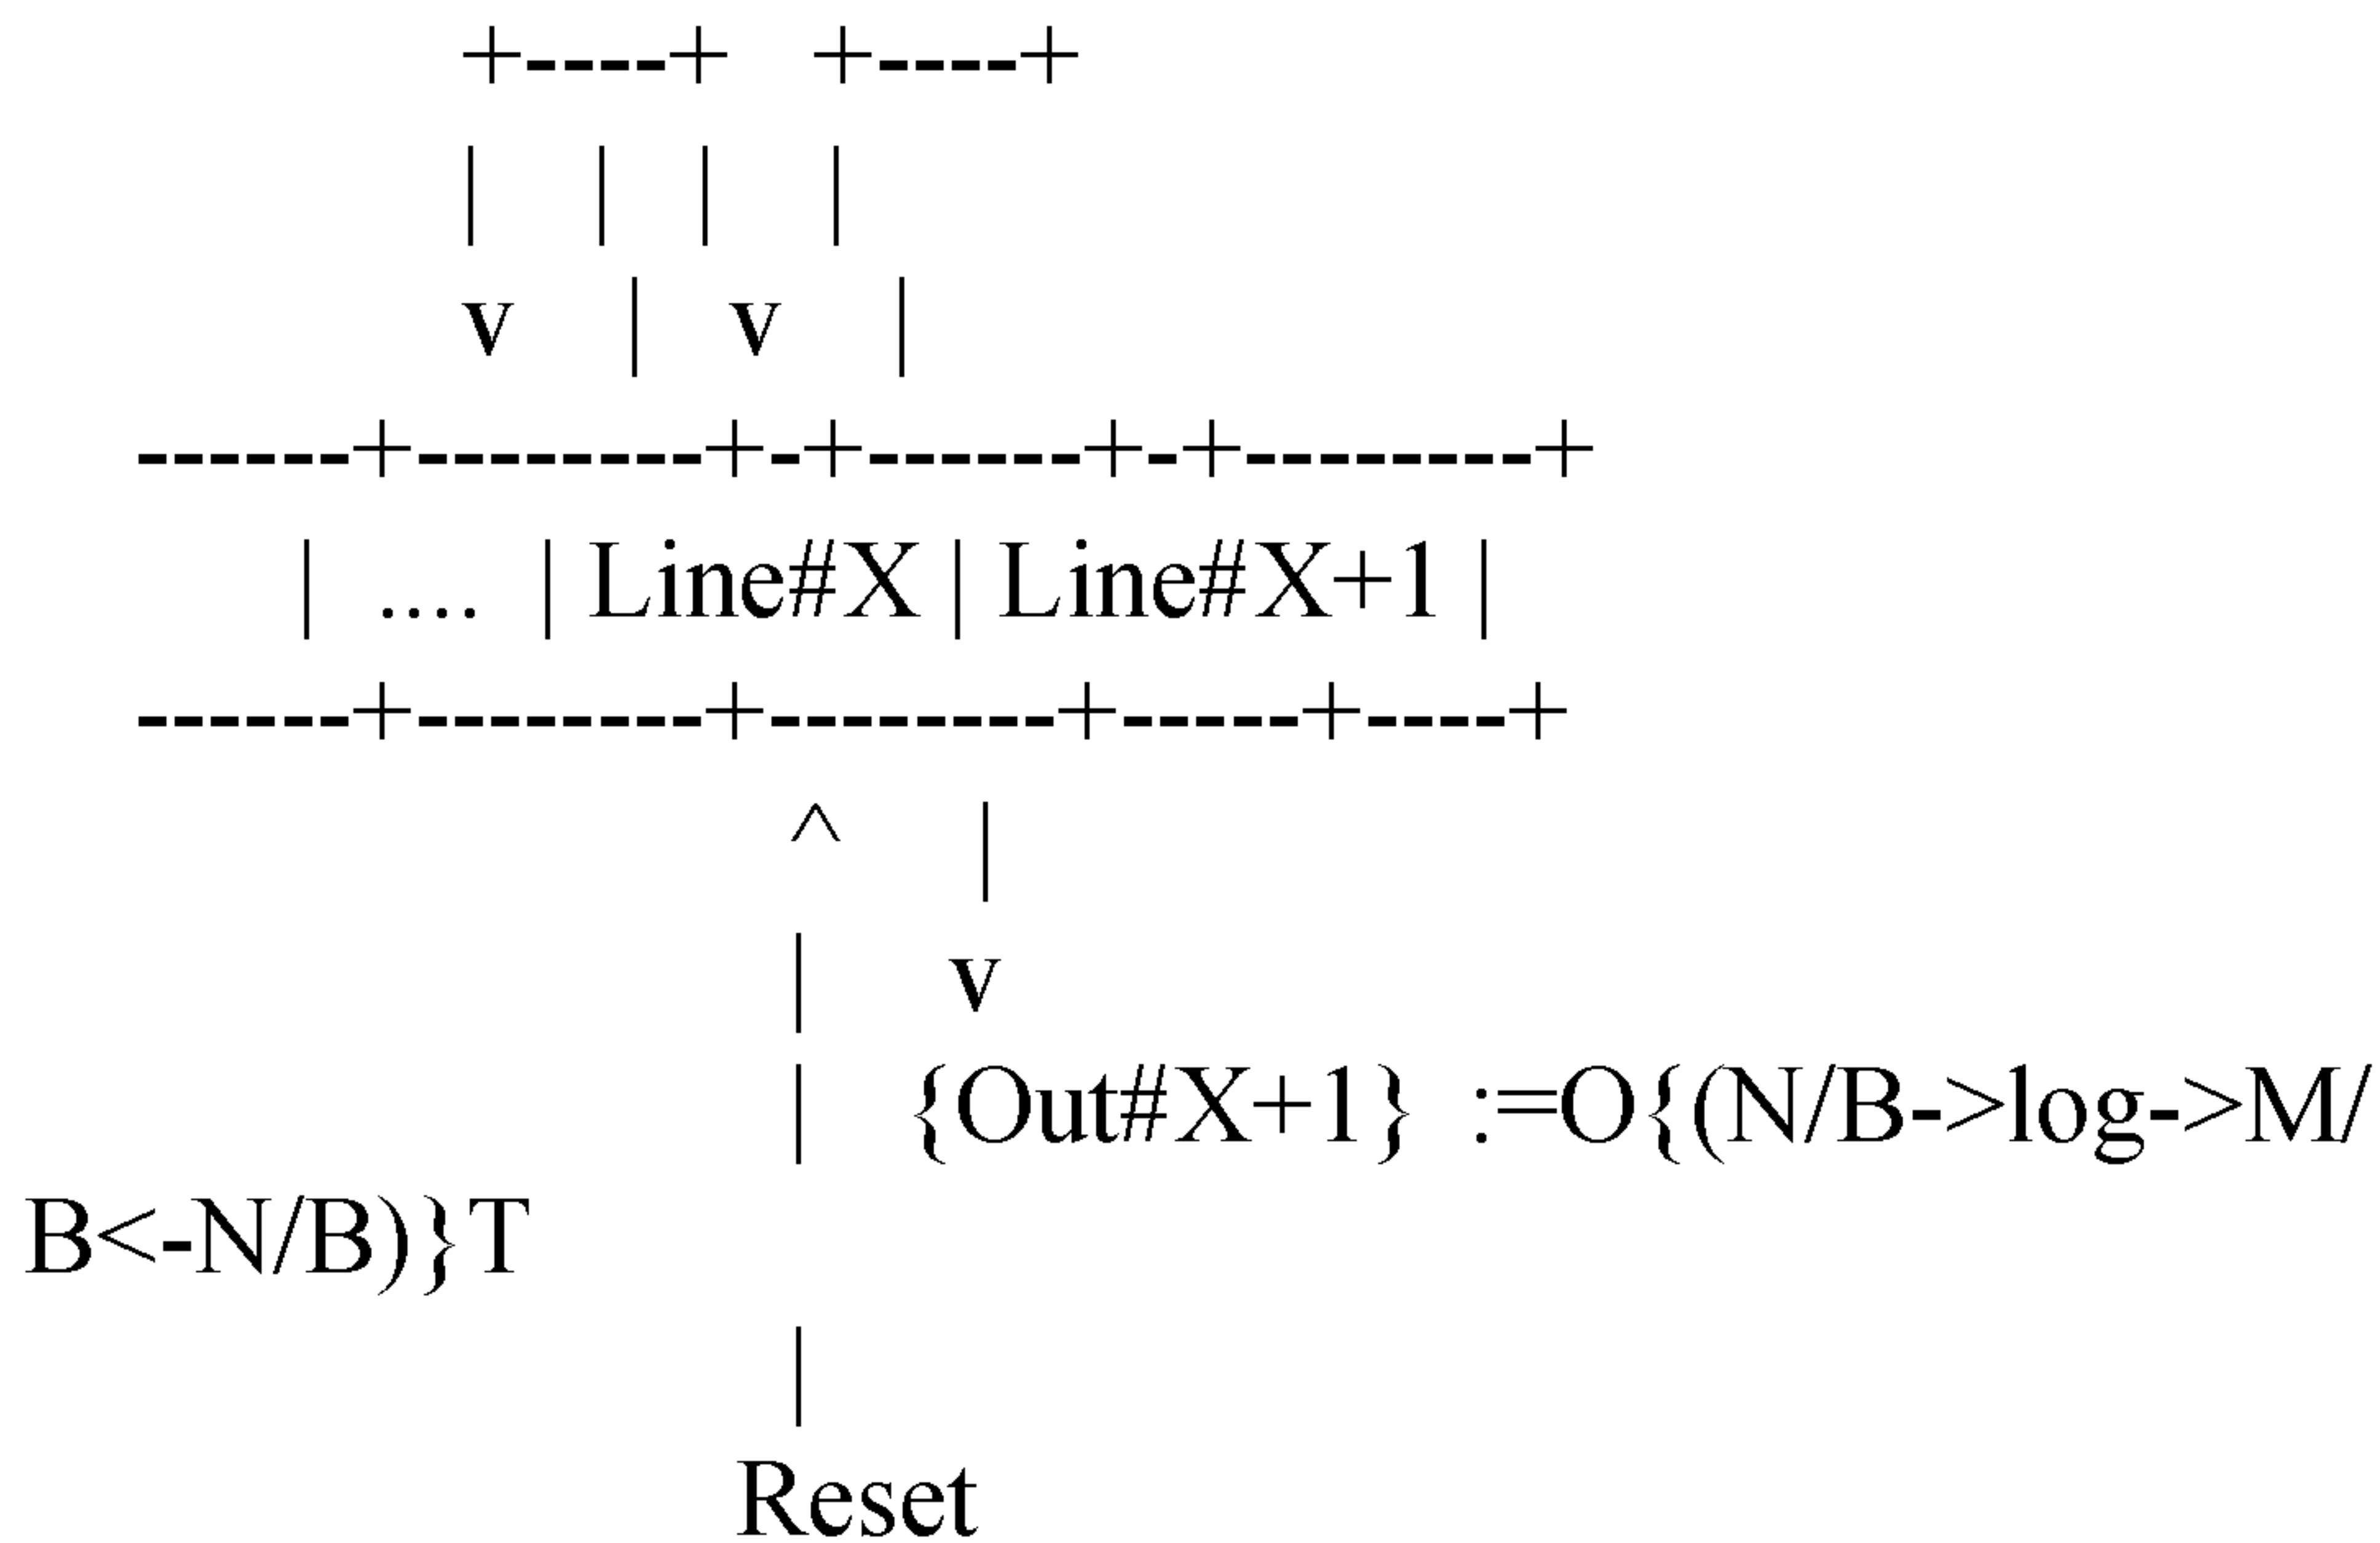 +----+ +----+
| | | |
v | v |
------+--------+-+------+-+--------+
| .... | Line#X | Line#X+1 |
------+--------+--------+-----+----+
^ |
| v
| {Out#X+1} :=O{(N/B->log->M/
B<-N/B)}T
|
Reset